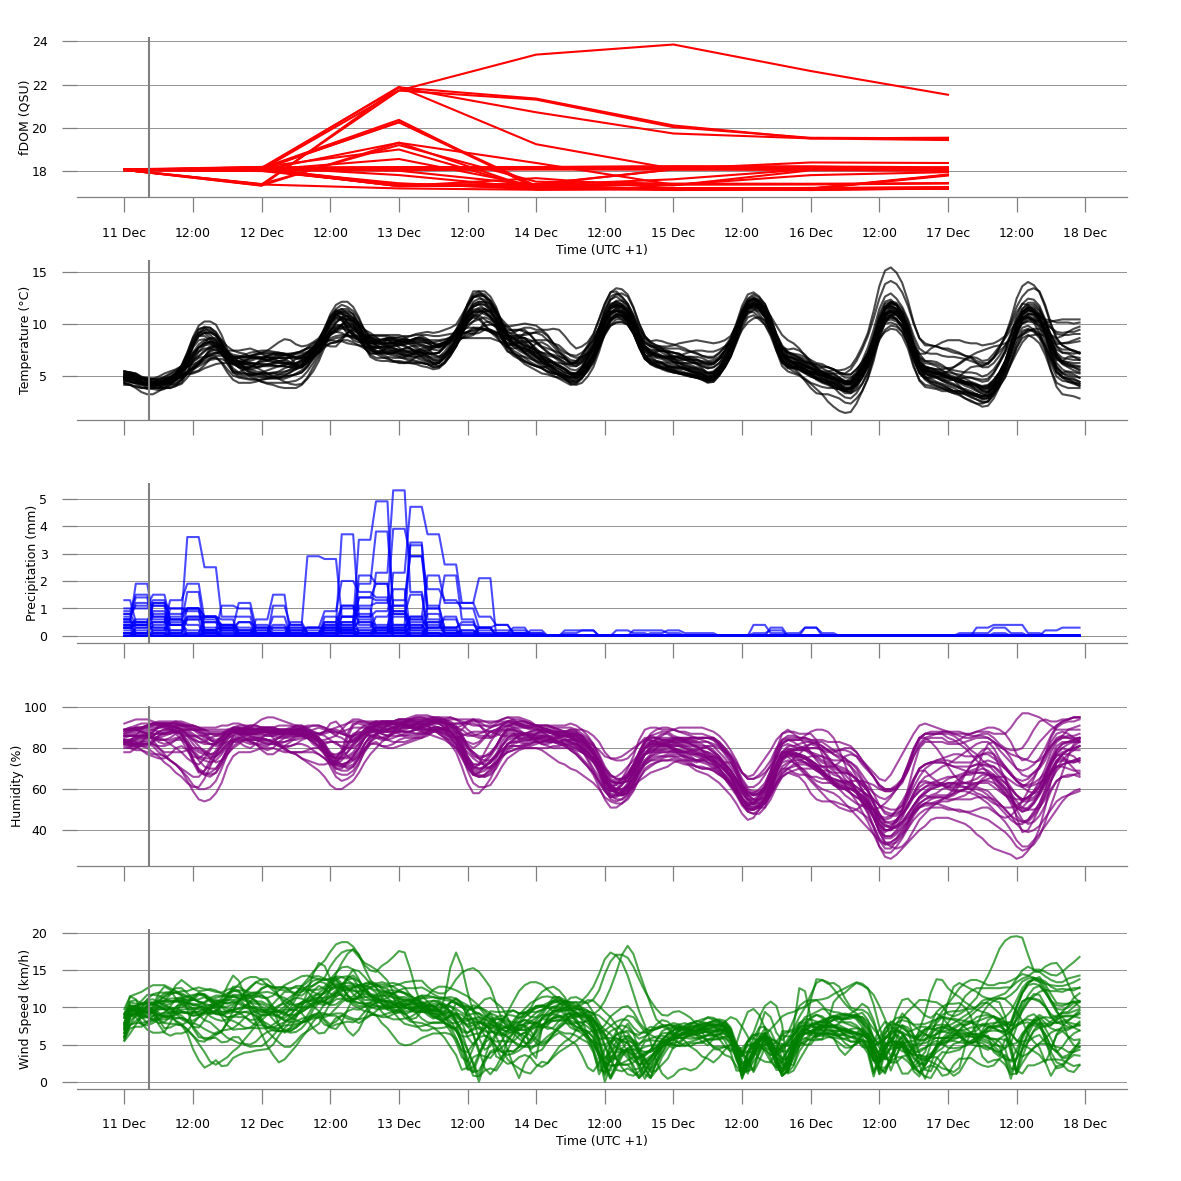 24
22
20
18
fDOM (QSU)
11 Dec 12:00 12 Dec 12:00 13 Dec 12:00 14 Dec 12:00 15 Dec 12:00 16 Dec 12:00 17 Dec 12:00 18 Dec
Time (UTC +1)
15
10
5
Temperature (°C)
5
4
3
2
1
0
Precipitation (mm)
100
80
60
40
Humidity (%)
20
15
10
5
0
Wind Speed (km/h)
11 Dec 12:00 12 Dec 12:00 13 Dec 12:00 14 Dec 12:00 15 Dec 12:00 16 Dec 12:00 17 Dec 12:00 18 Dec
Time (UTC +1)